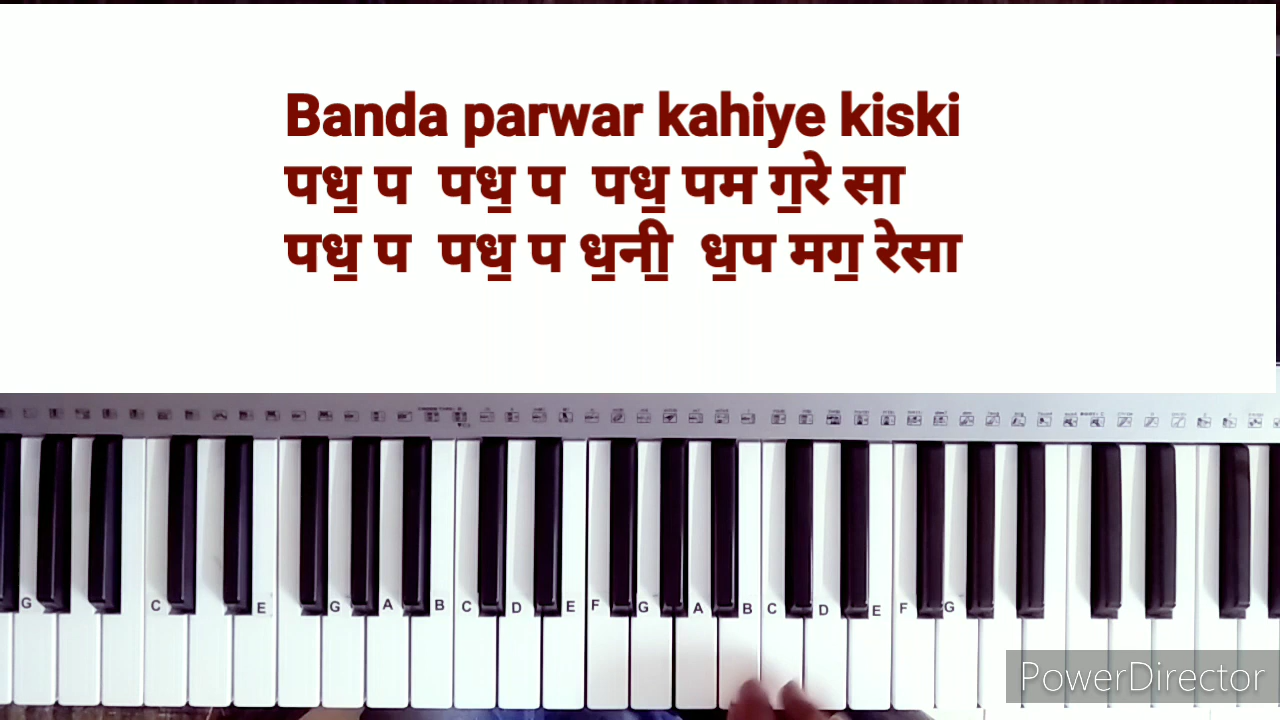 Banda parwar kahiye kiski
पध॒ प पध॒ प पध॒ पम ग॒रे सा
पध॒ प पध॒ प ध॒नी॒ ध॒प मग॒ रेसा
G C E G A B C D E F G A B C D E F G
PowerDirector